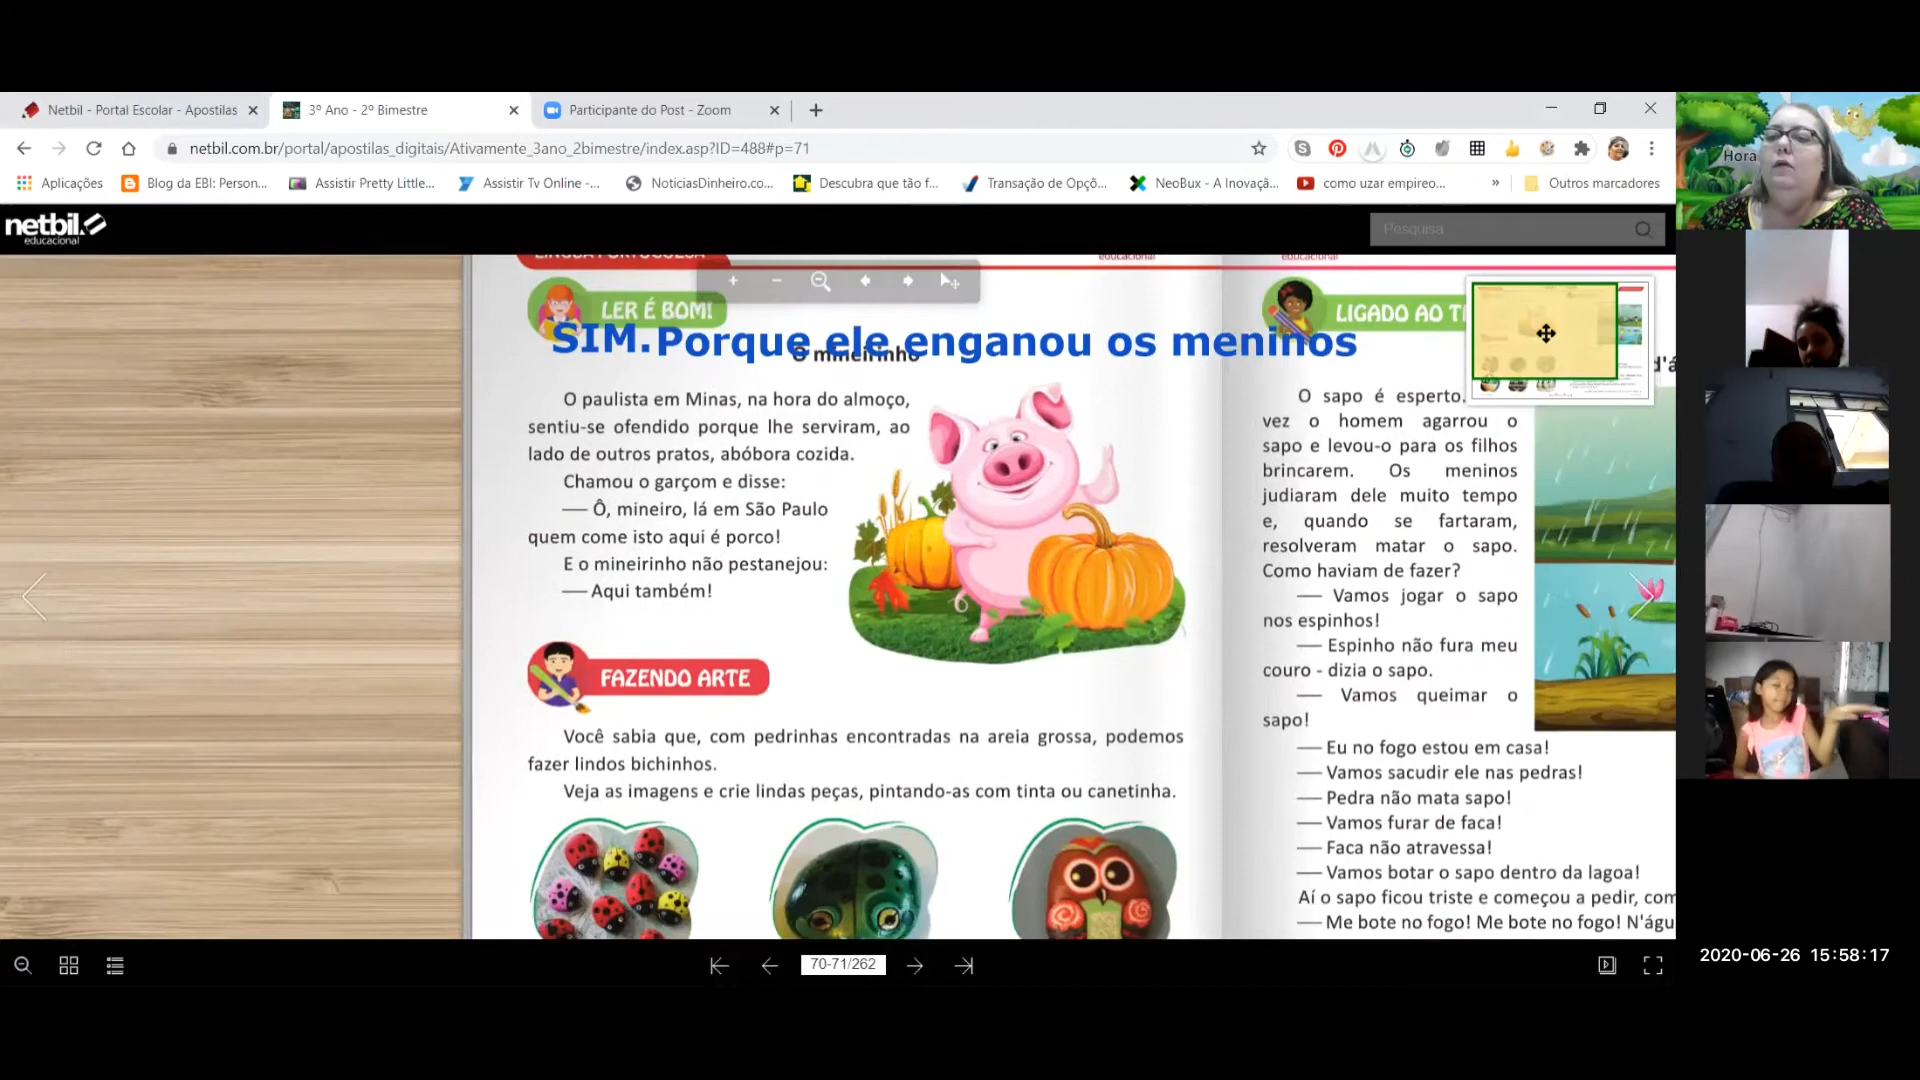 Netbil - Portal Escolar - Apostilas
3º Ano - 2º Bimestre
Participante do Post - Zoom
netbil.com.br/portal/apostilas_digitais/Ativamente_3ano_2bimestre/index.asp?ID=488#p=71
Aplicações
Blog da EBI: Person...
Assistir Pretty Little...
Assistir Tv Online -...
NoticiasDinheiro.co...
Descubra que tão f...
Transação de Opçõ...
NeoBux - A Inovaçã...
como uzar empireo...
»
Outros marcadores
Hora
netbil
educacional
Pesquisa
LÍNGUA PORTUGUESA
educacional
educacional
LER É BOM!
SIM. Porque ele enganou os meninos
O mineirinho
O paulista em Minas, na hora do almoço,
sentiu-se ofendido porque lhe serviram, ao
lado de outros pratos, abóbora cozida.
Chamou o garçom e disse:
— Ô, mineiro, lá em São Paulo
quem come isto aqui é porco!
E o mineirinho não pestanejou:
— Aqui também!
FAZENDO ARTE
Você sabia que, com pedrinhas encontradas na areia grossa, podemos
fazer lindos bichinhos.
Veja as imagens e crie lindas peças, pintando-as com tinta ou canetinha.
LIGADO AO T
d'á
O sapo é esperto.
vez o homem agarrou o
sapo e levou-o para os filhos
brincarem. Os meninos
judiaram dele muito tempo
e, quando se fartaram,
resolveram matar o sapo.
Como haviam de fazer?
— Vamos jogar o sapo
nos espinhos!
— Espinho não fura meu
couro - dizia o sapo.
— Vamos queimar o
sapo!
— Eu no fogo estou em casa!
— Vamos sacudir ele nas pedras!
— Pedra não mata sapo!
— Vamos furar de faca!
— Faca não atravessa!
— Vamos botar o sapo dentro da lagoa!
Aí o sapo ficou triste e começou a pedir, com
— Me bote no fogo! Me bote no fogo! N'águ
70-71/262
2020-06-26 15:58:17